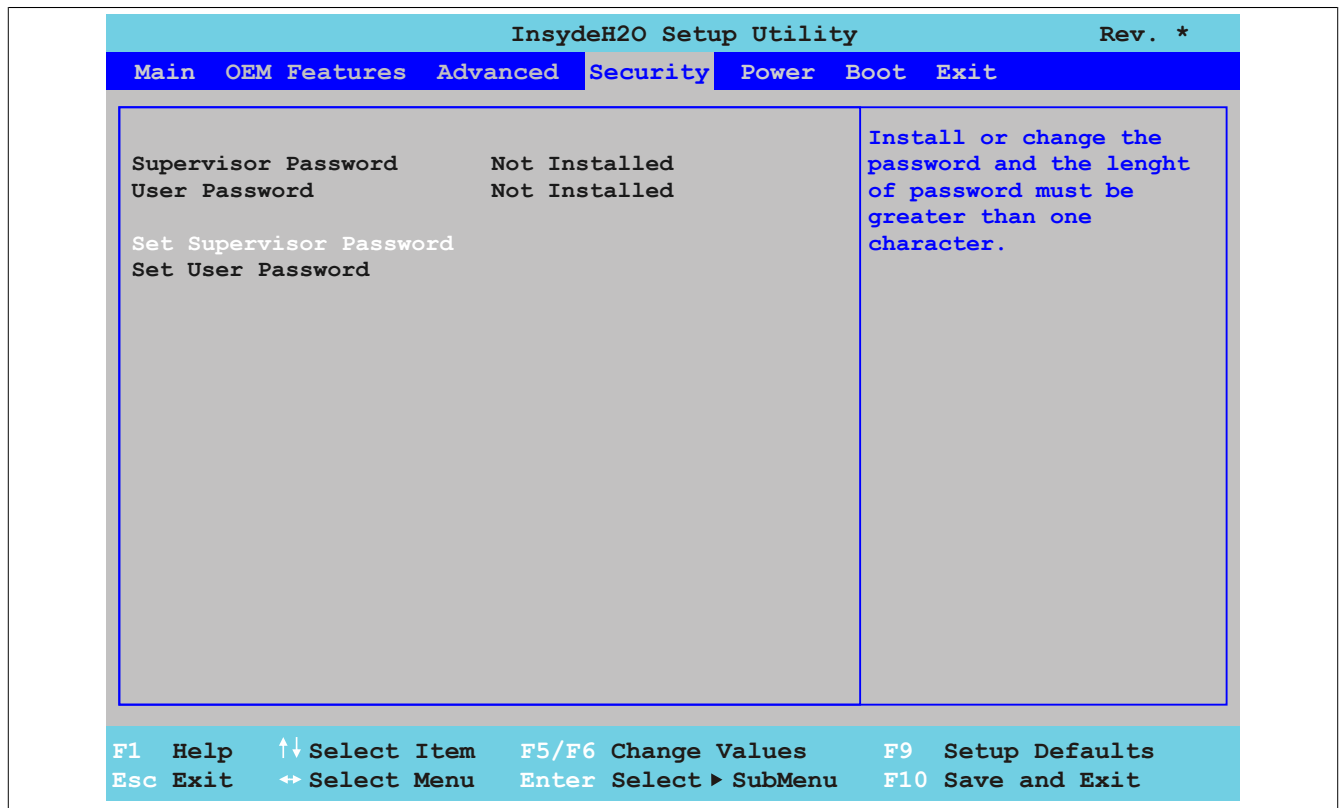 InsydeH2O Setup Utility Rev. *
Main OEM Features Advanced Security Power Boot Exit
Supervisor Password Not Installed
User Password Not Installed
Set Supervisor Password
Set User Password
Install or change the
password and the lenght
of password must be
greater than one
character.
F1 Help ↑↓ Select Item F5/F6 Change Values F9 Setup Defaults
Esc Exit ↔ Select Menu Enter Select ▶ SubMenu F10 Save and Exit